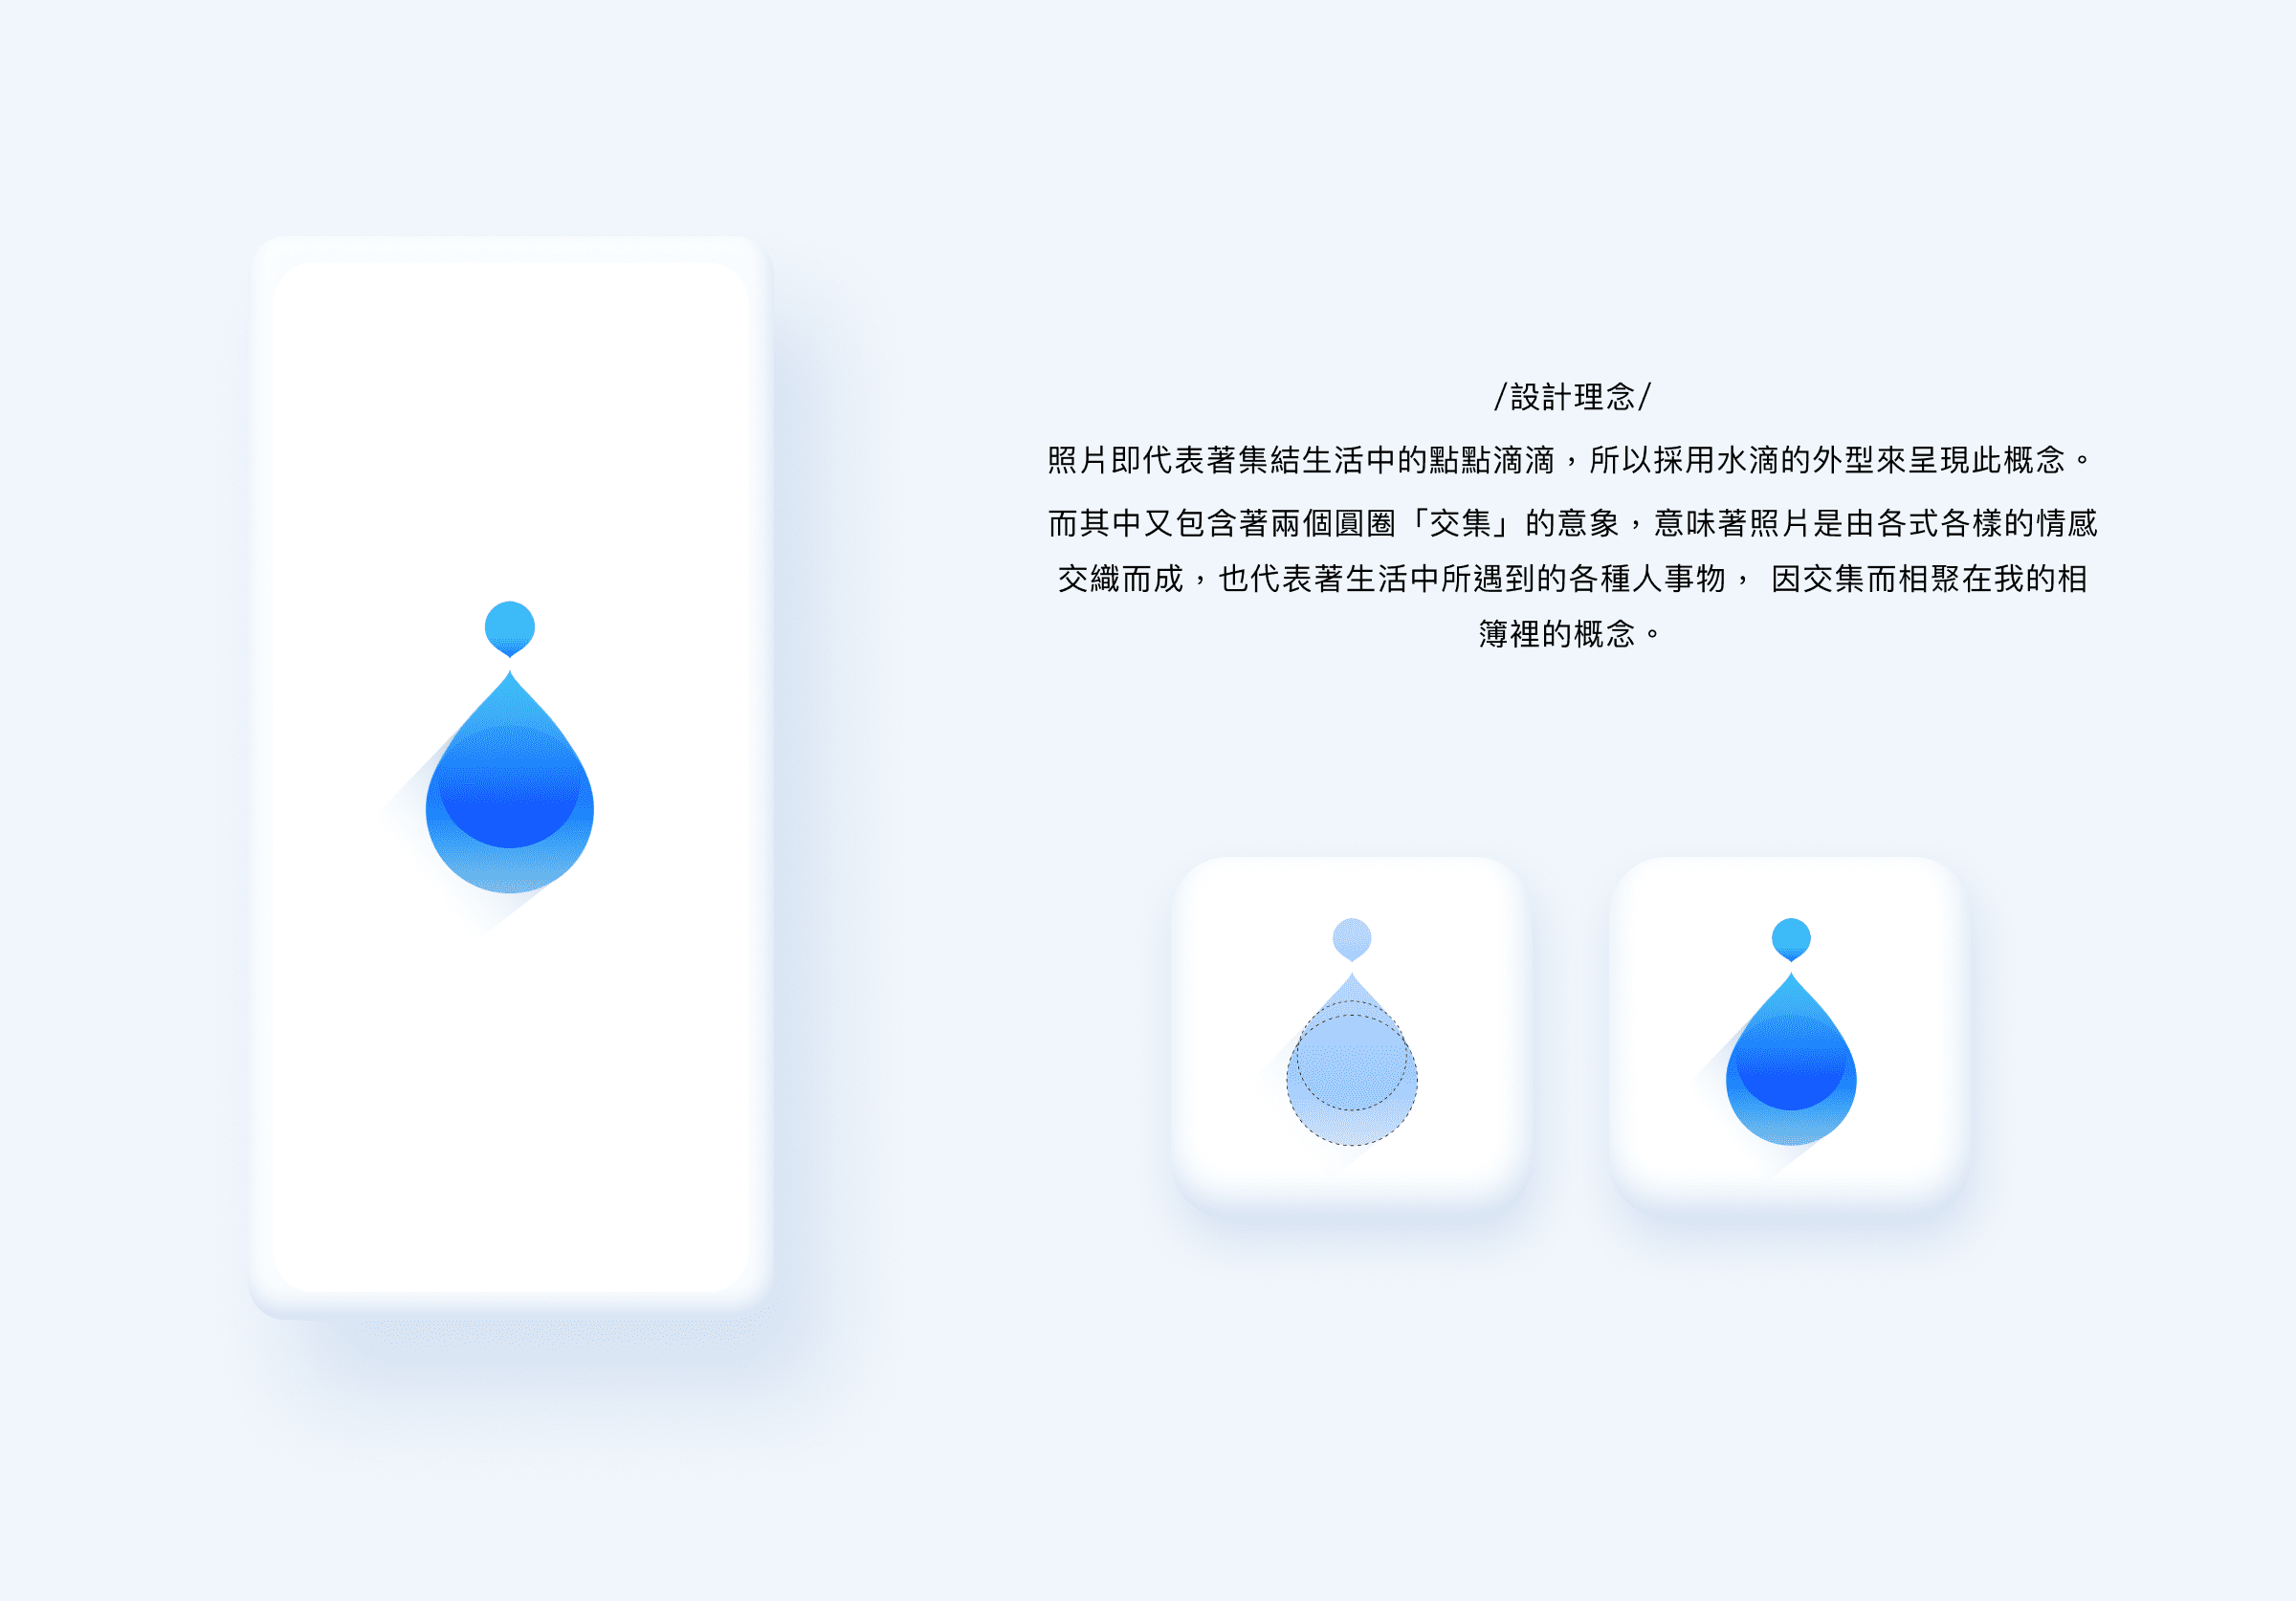 /設計理念/
照片即代表著集結生活中的點點滴滴，所以採用水滴的外型來呈現此概念。
而其中又包含著兩個圓圈「交集」的意象，意味著照片是由各式各樣的情感
交織而成，也代表著生活中所遇到的各種人事物， 因交集而相聚在我的相
簿裡的概念。